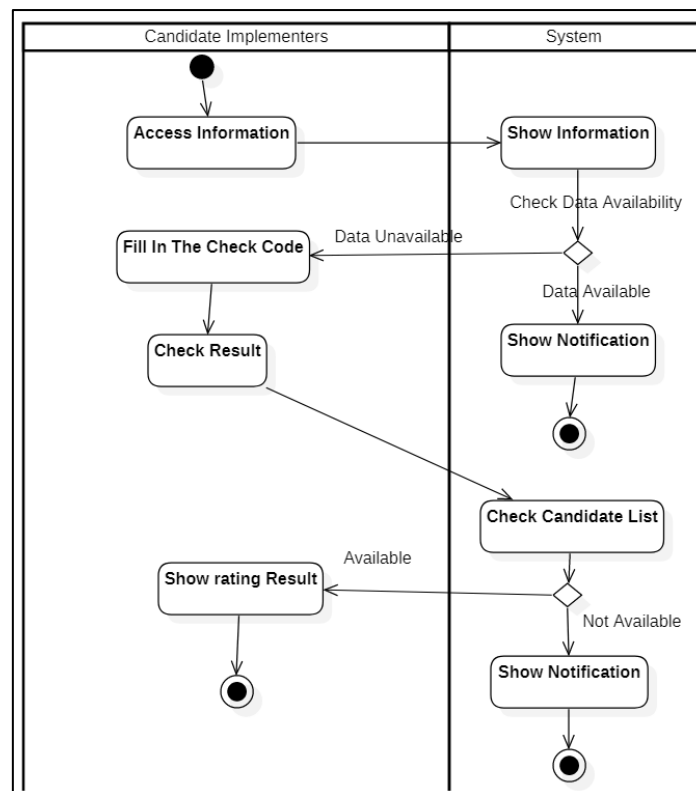 Candidate Implementers
System
Access Information
Show Information
Check Data Availability
Data Unavailable
Fill In The Check Code
Data Available
Check Result
Show Notification
Check Candidate List
Available
Show rating Result
Not Available
Show Notification